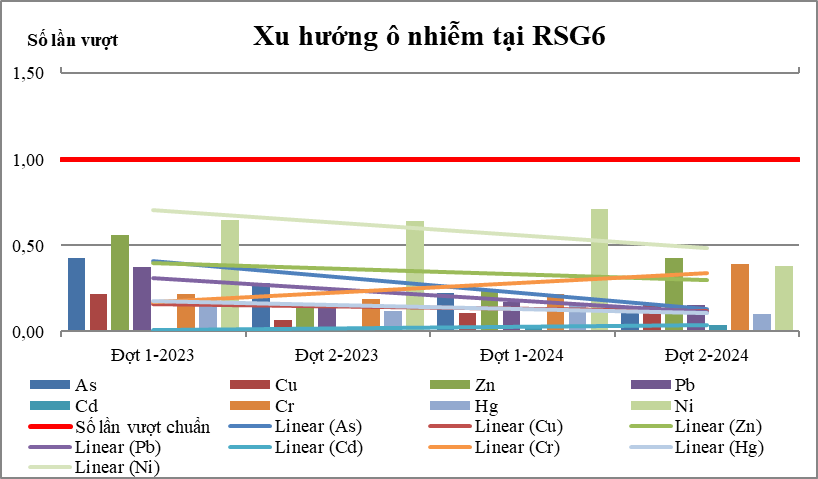 Xu hướng ô nhiễm tại RSG6
Số lần vượt
1,50
1,00
0,50
0,00
Đợt 1-2023 Đợt 2-2023 Đợt 1-2024 Đợt 2-2024
As Cu Zn Pb
Cd Cr Hg Ni
Số lần vượt chuẩn Linear (As) Linear (Cu) Linear (Zn)
Linear (Pb) Linear (Cd) Linear (Cr) Linear (Hg)
Linear (Ni)